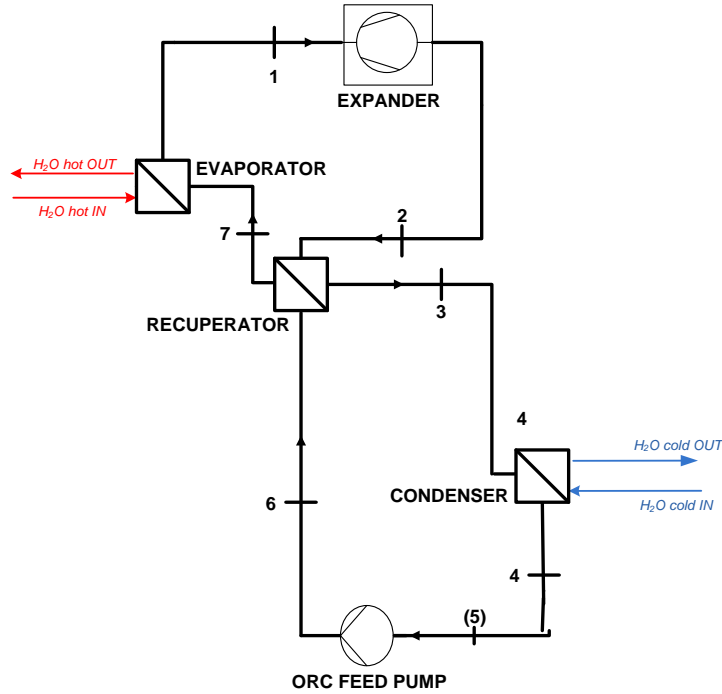 1
EXPANDER
H₂O hot OUT
EVAPORATOR
H₂O hot IN
2
7
3
RECUPERATOR
4
H₂O cold OUT
CONDENSER
H₂O cold IN
6
4
(5)
ORC FEED PUMP